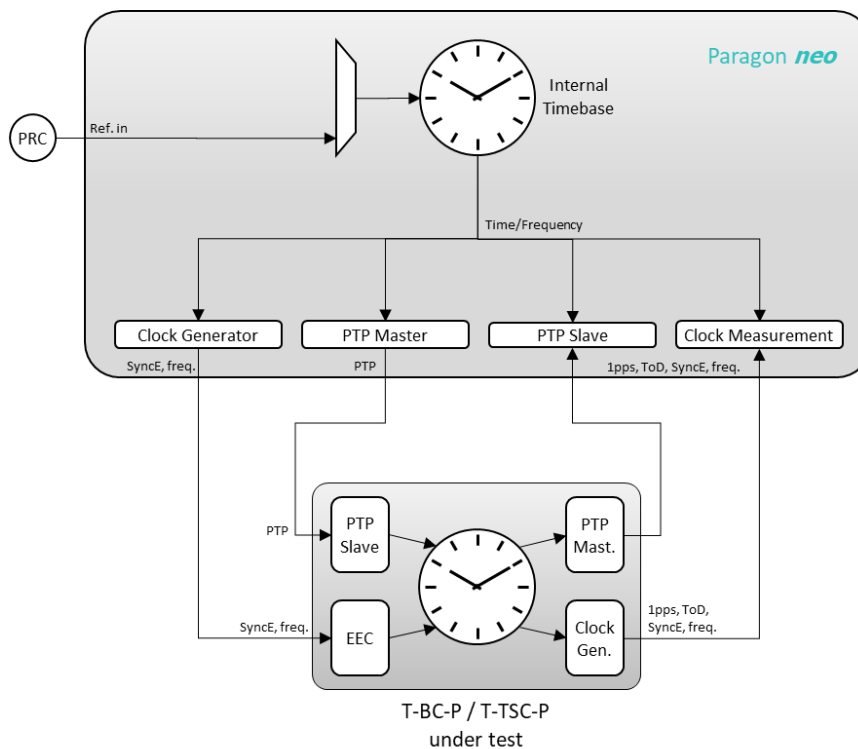 Paragon neo
Internal
Timebase
PRC
Ref. in
Time/Frequency
Clock Generator
PTP Master
PTP Slave
Clock Measurement
SyncE, freq.
PTP
1pps, ToD, SyncE, freq.
PTP
PTP
Slave
PTP
Mast.
SyncE, freq.
EEC
Clock
Gen.
1pps, ToD,
SyncE, freq.
T-BC-P / T-TSC-P
under test